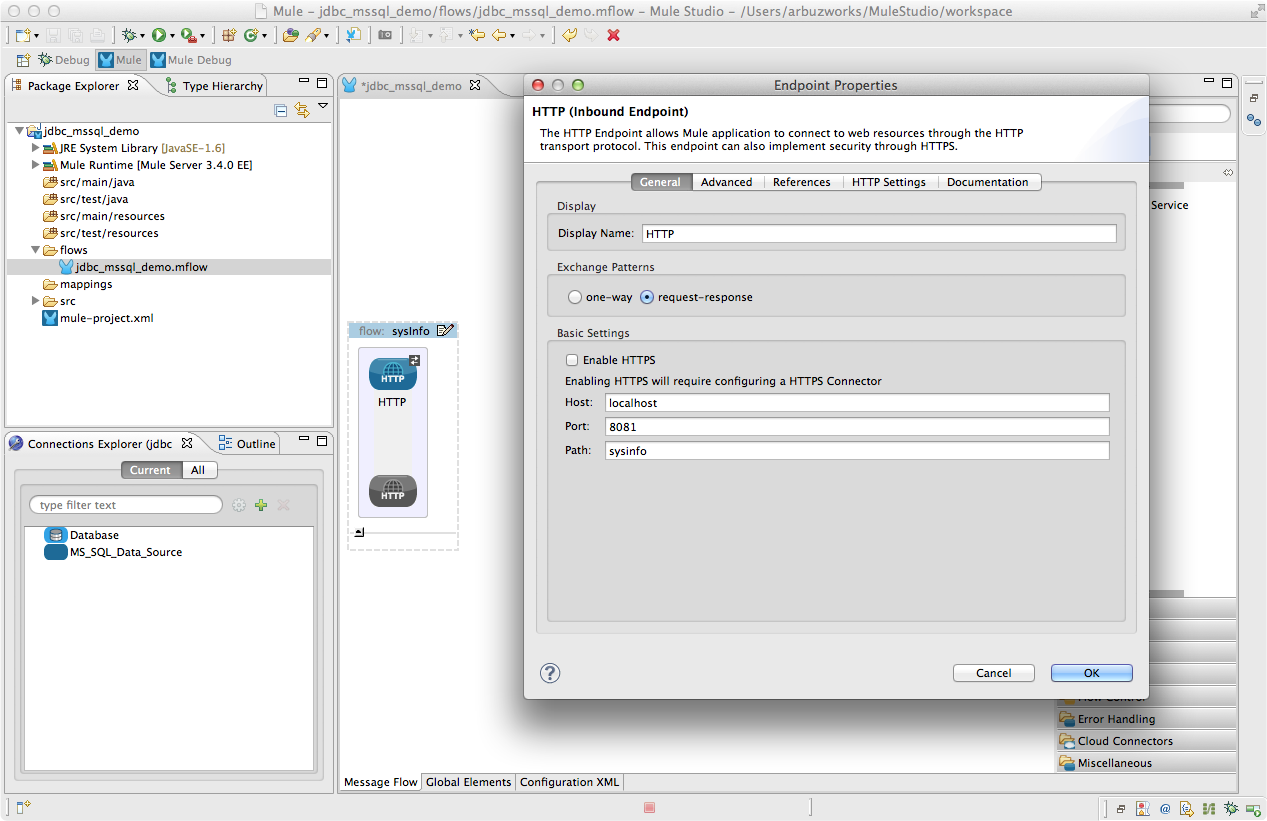 Mule – jdbc_mssql_demo/flows/jdbc_mssql_demo.mflow – Mule Studio – /Users/arbuzworks/MuleStudio/workspace
Debug Mule Mule Debug
Package Explorer Type Hierarchy
jdbc_mssql_demo
JRE System Library [JavaSE-1.6]
Mule Runtime [Mule Server 3.4.0 EE]
src/main/java
src/test/java
src/main/resources
src/test/resources
flows
jdbc_mssql_demo.mflow
mappings
src
mule-project.xml
Connections Explorer (jdbc Outline
Current All
type filter text
Database
MS_SQL_Data_Source
*jdbc_mssql_demo
flow: sysInfo
HTTP
HTTP
HTTP
Message Flow Global Elements Configuration XML
Endpoint Properties
HTTP (Inbound Endpoint)
The HTTP Endpoint allows Mule application to connect to web resources through the HTTP
transport protocol. This endpoint can also implement security through HTTPS.
General Advanced References HTTP Settings Documentation
Display
Display Name: HTTP
Exchange Patterns
one-way request-response
Basic Settings
Enable HTTPS
Enabling HTTPS will require configuring a HTTPS Connector
Host: localhost
Port: 8081
Path: sysinfo
? Cancel OK
Service
Flow Control
Error Handling
Cloud Connectors
Miscellaneous